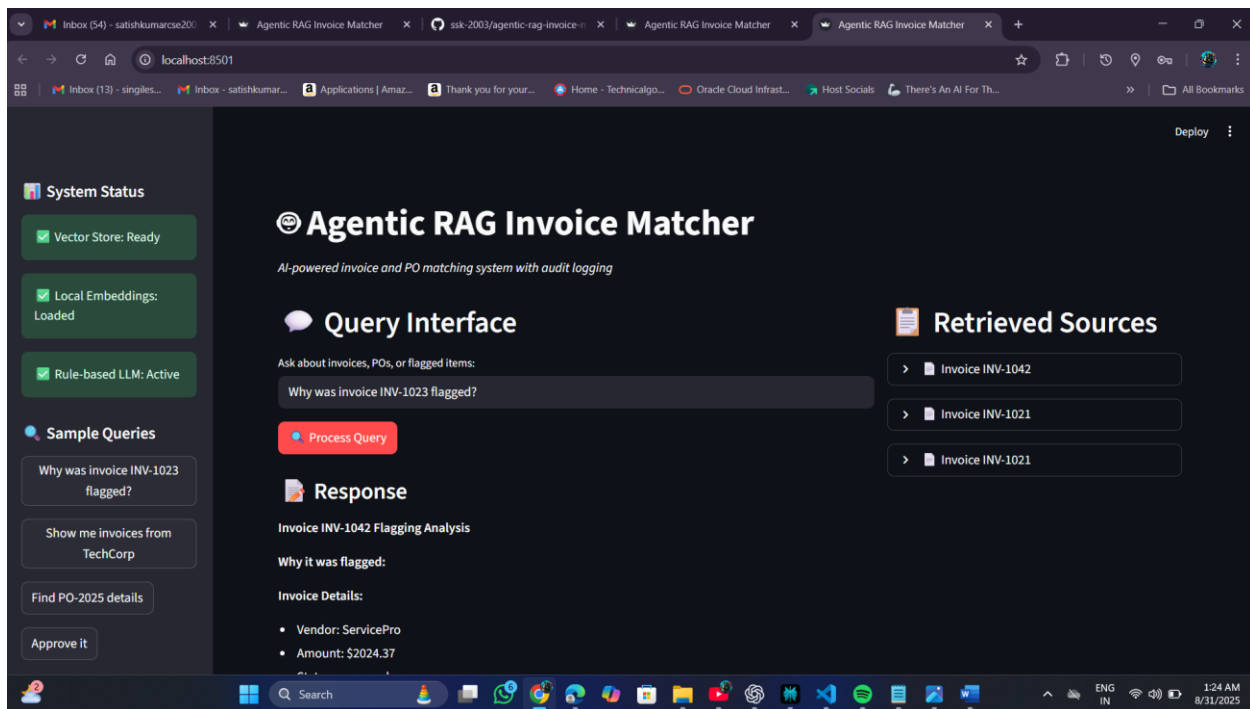 Inbox (54) - satishkumarcse200
Agentic RAG Invoice Matcher
ssk-2003/agentic-rag-invoice-n
Agentic RAG Invoice Matcher
Agentic RAG Invoice Matcher
localhost:8501
Inbox (13) - singiles...
Inbox - satishkumar...
Applications | Amaz...
Thank you for your...
Home - Technicalgo...
Oracle Cloud Infrast...
Host Socials
There's An AI For Th...
All Bookmarks
Deploy
System Status
Vector Store: Ready
Local Embeddings:
Loaded
Rule-based LLM: Active
Sample Queries
Why was invoice INV-1023
flagged?
Show me invoices from
TechCorp
Find PO-2025 details
Approve it
Agentic RAG Invoice Matcher
AI-powered invoice and PO matching system with audit logging
Query Interface
Ask about invoices, POs, or flagged items:
Why was invoice INV-1023 flagged?
Process Query
Response
Invoice INV-1042 Flagging Analysis
Why it was flagged:
Invoice Details:
• Vendor: ServicePro
• Amount: $2024.37
Retrieved Sources
Invoice INV-1042
Invoice INV-1021
Invoice INV-1021
2
Search
6
ENG
IN
1:24 AM
8/31/2025